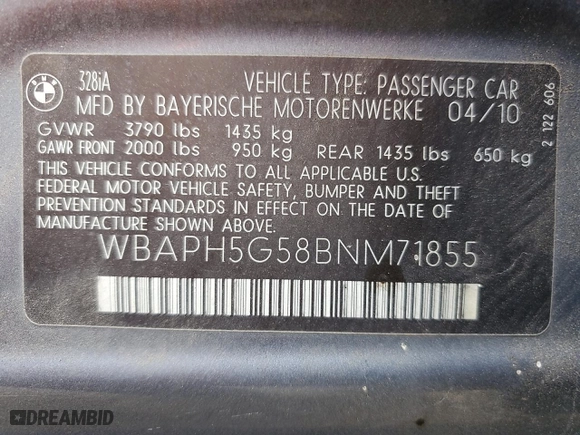 BMW
328iA
VEHICLE TYPE: PASSENGER CAR
MFD BY BAYERISCHE MOTORENWERKE 04/10
GVWR 3790 lbs 1435 kg
GAWR FRONT 2000 lbs 950 kg REAR 1435 lbs 650 kg
THIS VEHICLE CONFORMS TO ALL APPLICABLE U.S.
FEDERAL MOTOR VEHICLE SAFETY, BUMPER AND THEFT
PREVENTION STANDARDS IN EFFECT ON THE DATE OF
MANUFACTURE SHOWN ABOVE
WBAPH5G58BNM71855
2 122 606
DREAMBID